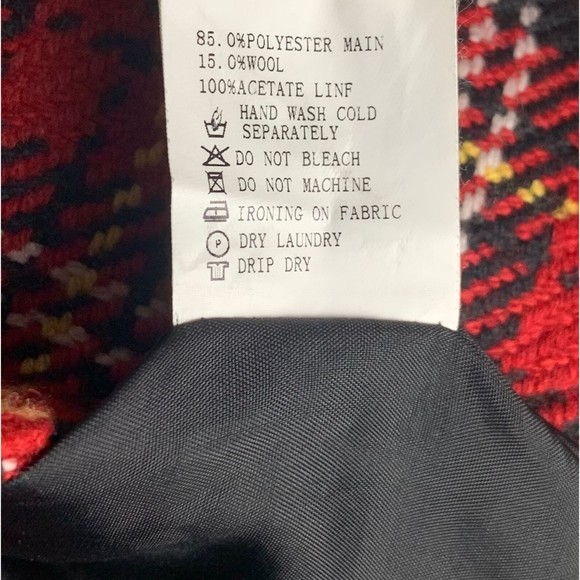 85.0%POLYESTER MAIN
15.0%WOOL
100%ACETATE LINF
HAND WASH COLD
SEPARATELY
DO NOT BLEACH
DO NOT MACHINE
IRONING ON FABRIC
P DRY LAUNDRY
DRIP DRY